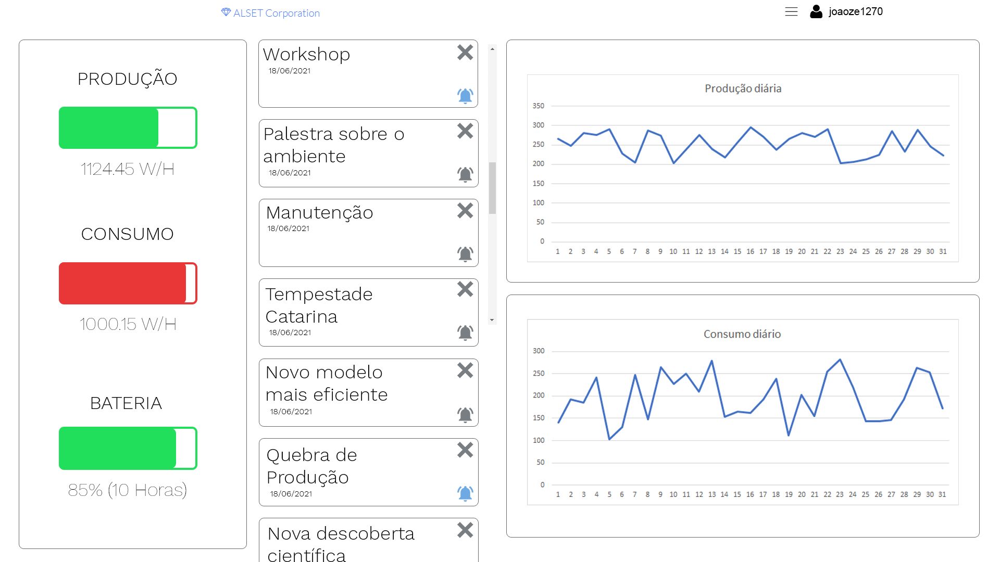 ALSET Corporation
joaoze1270
PRODUÇÃO
1124.45 W/H
CONSUMO
1000.15 W/H
BATERIA
85% (10 Horas)
Workshop
18/06/2021
Palestra sobre o
ambiente
18/06/2021
Manutenção
18/06/2021
Tempestade
Catarina
18/06/2021
Novo modelo
mais eficiente
18/06/2021
Quebra de
Produção
18/06/2021
Nova descoberta
científica
Produção diária
350
300
250
200
150
100
50
0
1 2 3 4 5 6 7 8 9 10 11 12 13 14 15 16 17 18 19 20 21 22 23 24 25 26 27 28 29 30 31
Consumo diário
300
250
200
150
100
50
0
1 2 3 4 5 6 7 8 9 10 11 12 13 14 15 16 17 18 19 20 21 22 23 24 25 26 27 28 29 30 31